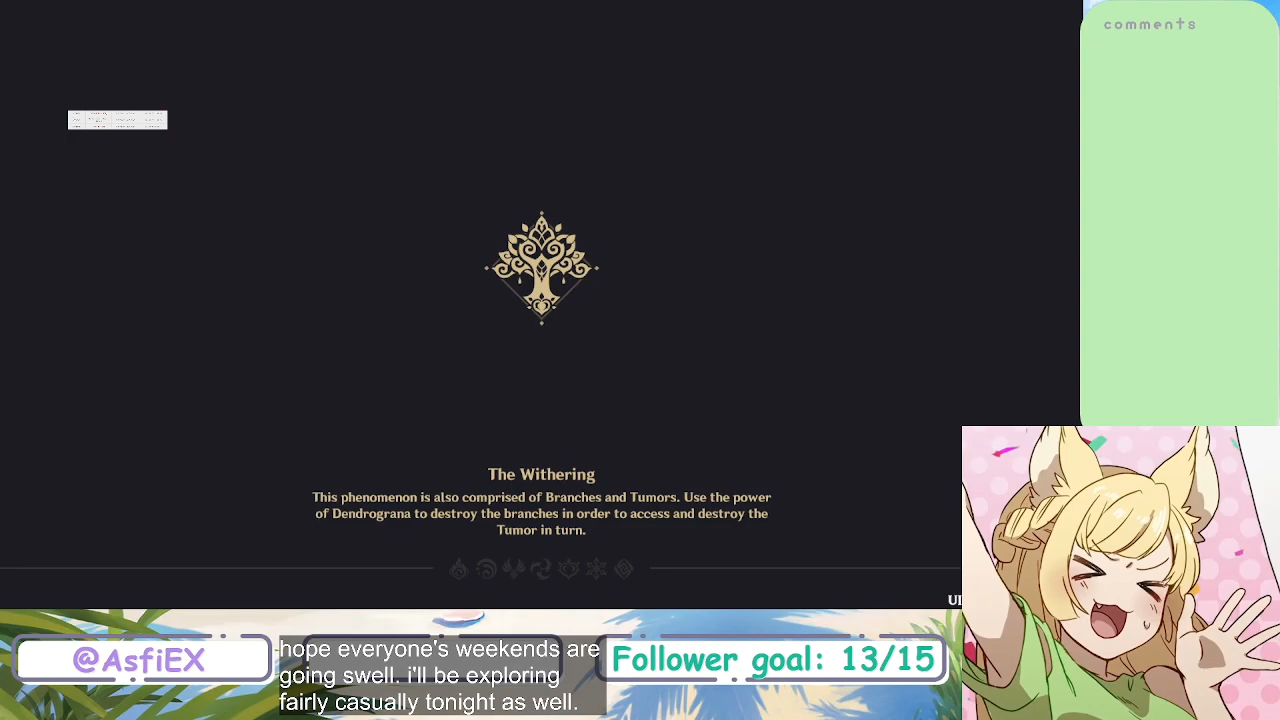 comments
The Withering
This phenomenon is also comprised of Branches and Tumors. Use the power
of Dendrograna to destroy the branches in order to access and destroy the
Tumor in turn.
UI
@AsfiEX
hope everyone's weekends are
going swell. i'll be exploring
fairly casually tonight as well.
Follower goal: 13/15